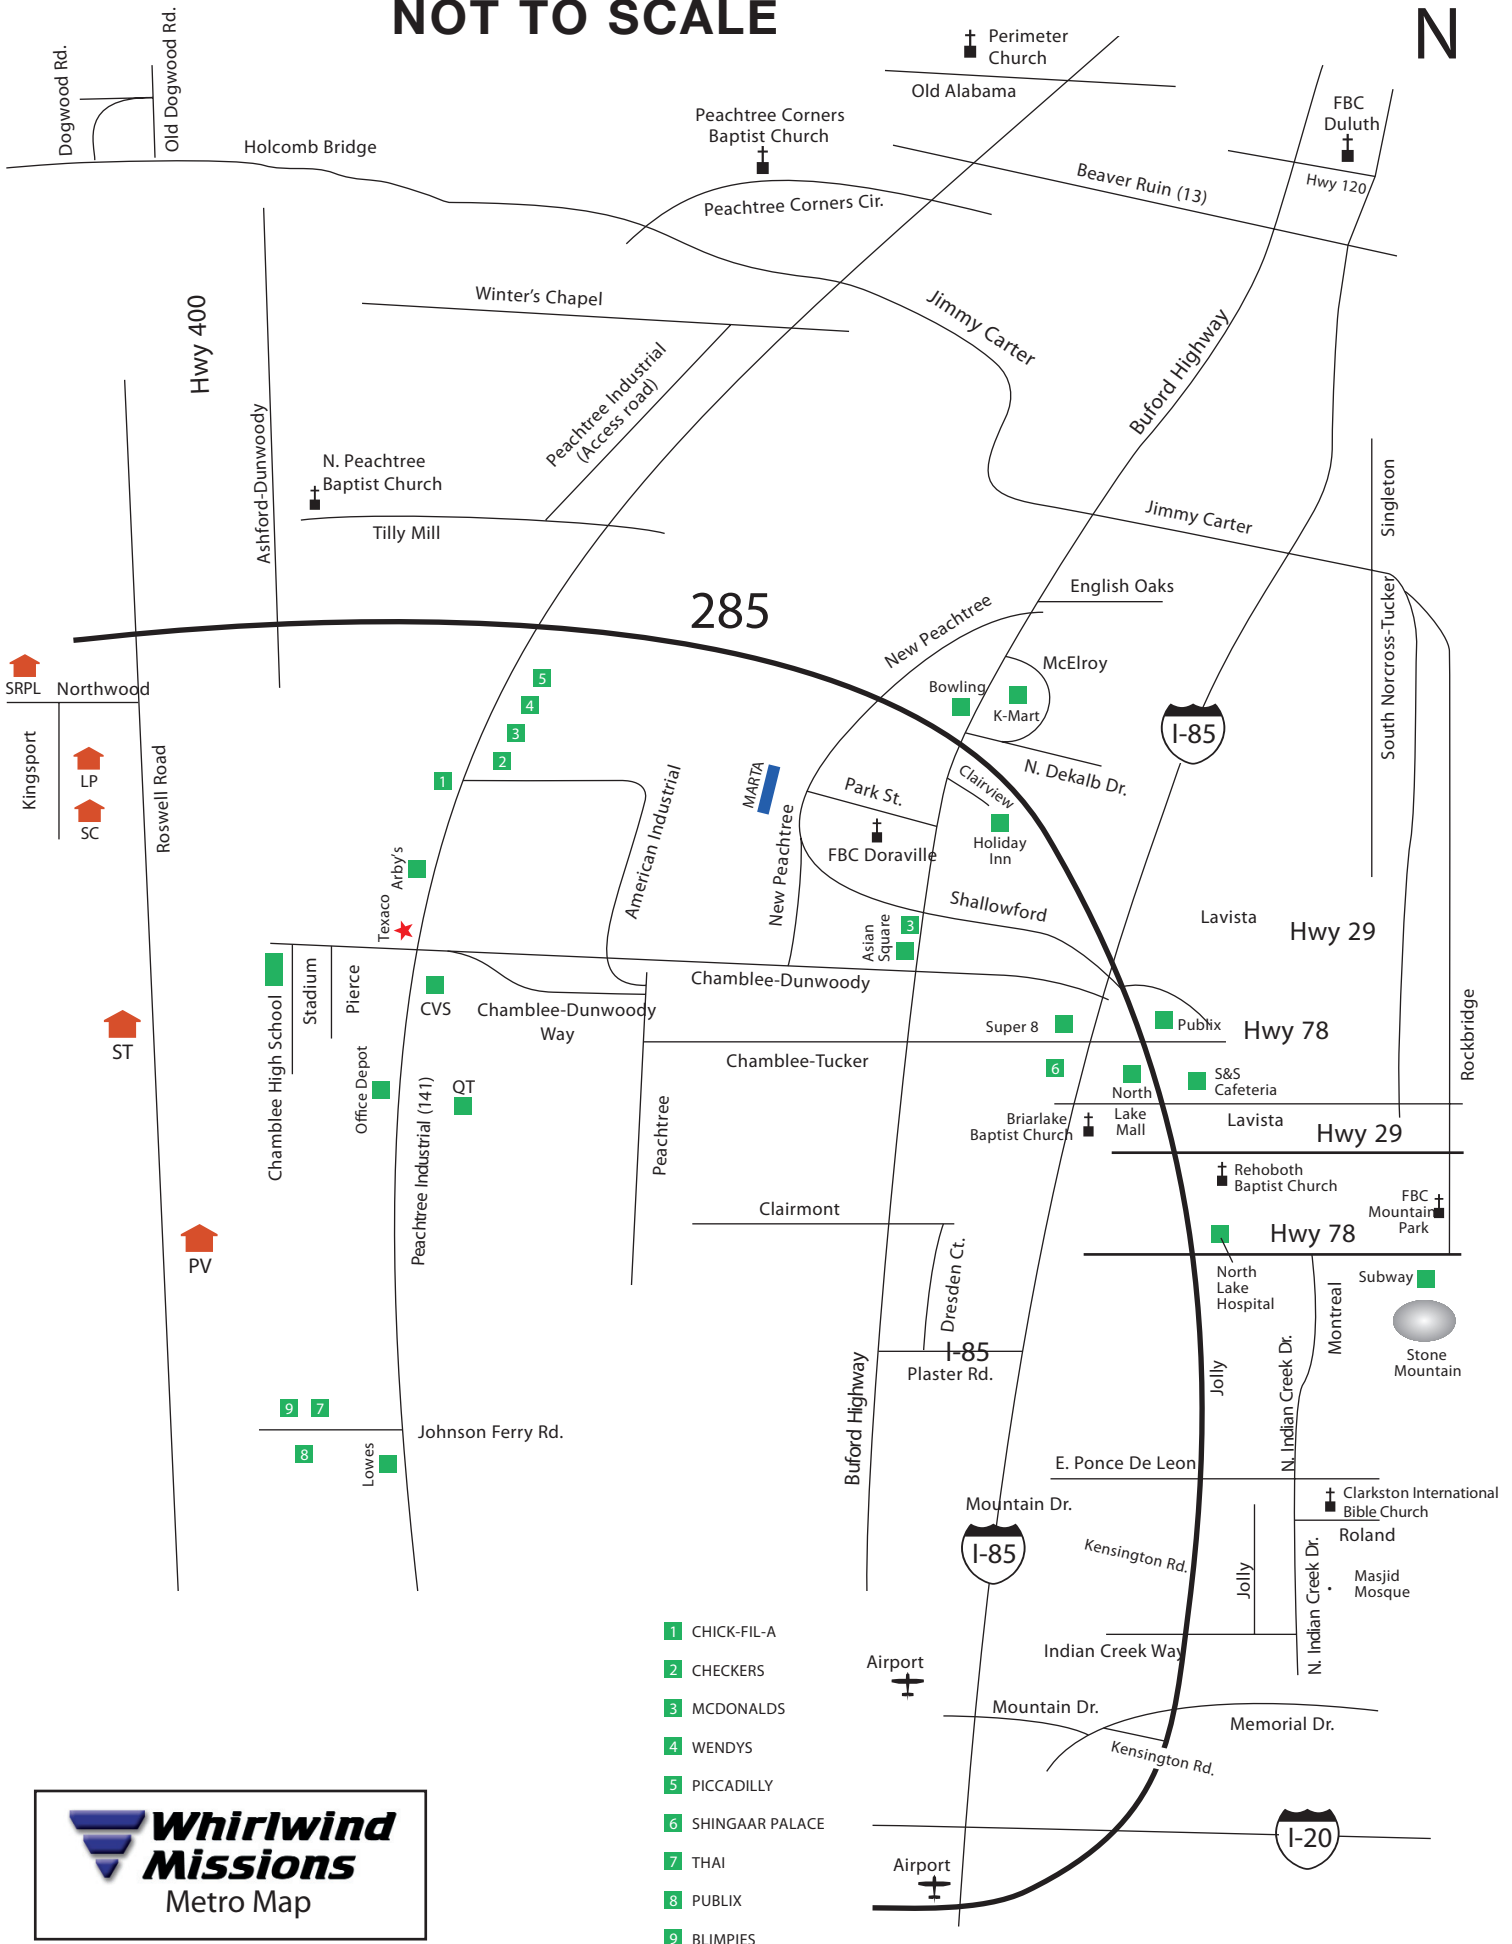 NOT TO SCALE
N
Dogwood Rd.
Old Dogwood Rd.
Perimeter
Church
Old Alabama
FBC
Duluth
Hwy 120
Peachtree Corners
Baptist Church
Holcomb Bridge
Beaver Ruin (13)
Peachtree Corners Cir.
Winter's Chapel
Hwy 400
Jimmy Carter
Buford Highway
Peachtree Industrial
(Access road)
Ashford-Dunwoody
N. Peachtree
Baptist Church
Tilly Mill
Jimmy Carter
Singleton
285
English Oaks
New Peachtree
South Norcross-Tucker
McElroy
SRPL
Northwood
5
Bowling
K-Mart
4
I-85
3
Kingsport
LP
Roswell Road
2
1
American Industrial
MARTA
Park St.
Clairview
N. Dekalb Dr.
SC
New Peachtree
FBC Doraville
Holiday
Inn
Arby's
Texaco
Shallowford
Lavista
Hwy 29
Asian
Square
3
Chamblee High School
Stadium
Pierce
CVS
Chamblee-Dunwoody
Way
Chamblee-Dunwoody
Super 8
Publix
Hwy 78
Rockbridge
ST
Chamblee-Tucker
6
North
Lake
Mall
S&S
Cafeteria
Office Depot
Peachtree Industrial (141)
QT
Peachtree
Briarlake
Baptist Church
Lavista
Hwy 29
Rehoboth
Baptist Church
FBC
Mountain
Park
Clairmont
Hwy 78
PV
Dresden Ct.
North
Lake
Hospital
Montreal
Subway
Stone
Mountain
I-85
Plaster Rd.
Buford Highway
Jolly
N. Indian Creek Dr.
9
7
Johnson Ferry Rd.
8
Lowes
E. Ponce De Leon
Clarkston International
Bible Church
Mountain Dr.
Roland
I-85
Kensington Rd.
Jolly
N. Indian Creek Dr.
Masjid
Mosque
Indian Creek Way
Airport
Mountain Dr.
Memorial Dr.
Kensington Rd.
I-20
Airport
1 CHICK-FIL-A
2 CHECKERS
3 MCDONALDS
4 WENDYS
5 PICCADILLY
6 SHINGAAR PALACE
7 THAI
8 PUBLIX
9 BLIMPIES
Whirlwind
Missions
Metro Map